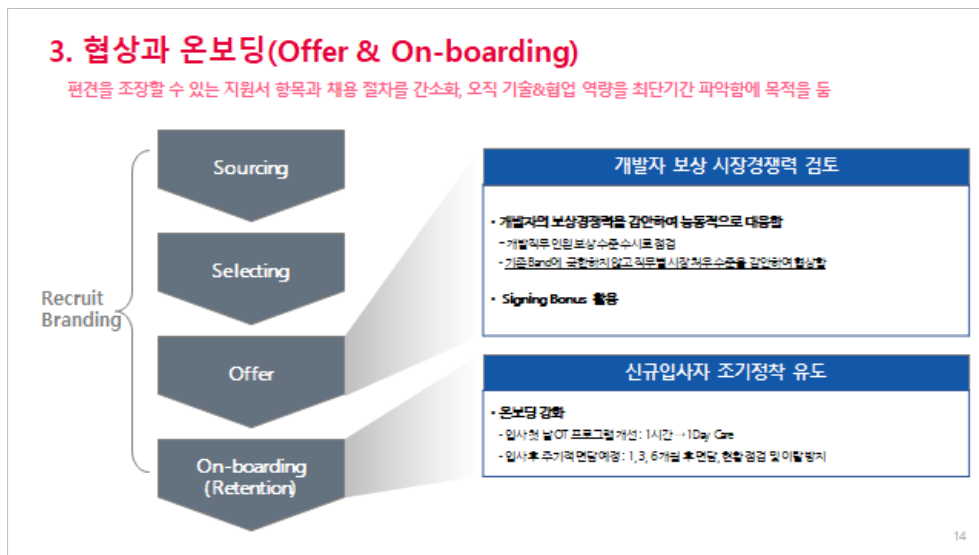 3. 협상과 온보딩(Offer & On-boarding)
편견을 조장할 수 있는 지원서 항목과 채용 절차를 간소화, 오직 기술&협업 역량을 최단기간 파악함에 목적을 둠
Recruit
Branding
Sourcing
Selecting
Offer
On-boarding
(Retention)
개발자 보상 시장경쟁력 검토
• 개발자의 보상경쟁력을 감안하여 능동적으로 대응함
- 개발직무 인원 보상 수준 수시로 점검
- 기존 Band에 국한하지 않고 직무별 시장 처우 수준을 감안하여 협상함
• Signing Bonus 활용
신규입사자 조기정착 유도
• 온보딩 강화
- 입사 첫 날 OT 프로그램 개선 : 1시간 → 1Day Care
- 입사 후 주기적 면담 예정 : 1, 3, 6개월 후 면담, 현황 점검 및 이탈 방지
14